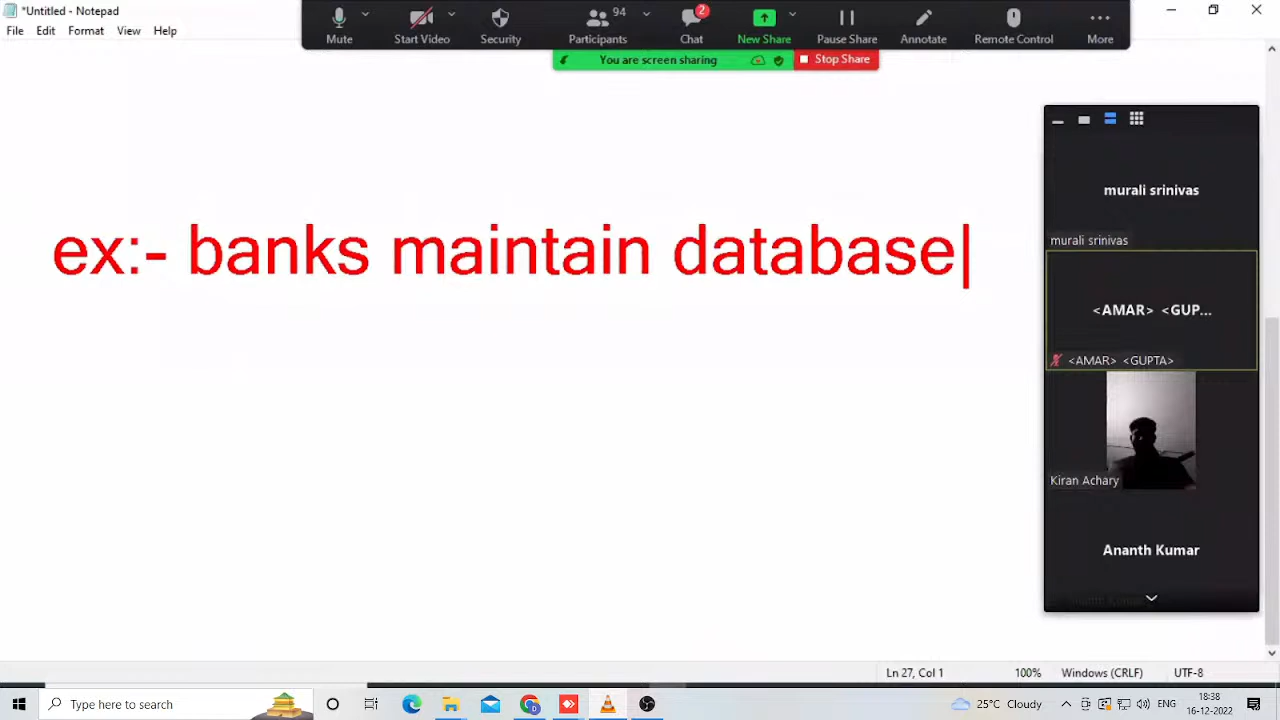 *Untitled - Notepad
File Edit Format View Help
Mute Start Video Security Participants 94 Chat 2 New Share Pause Share Annotate Remote Control More
You are screen sharing Stop Share
ex:- banks maintain database
murali srinivas
murali srinivas
<AMAR> <GUP...
<AMAR> <GUPTA>
Kiran Achary
Ananth Kumar
Ln 27, Col 1 100% Windows (CRLF) UTF-8
Type here to search
25°C Cloudy ENG 18:38
16-12-2022